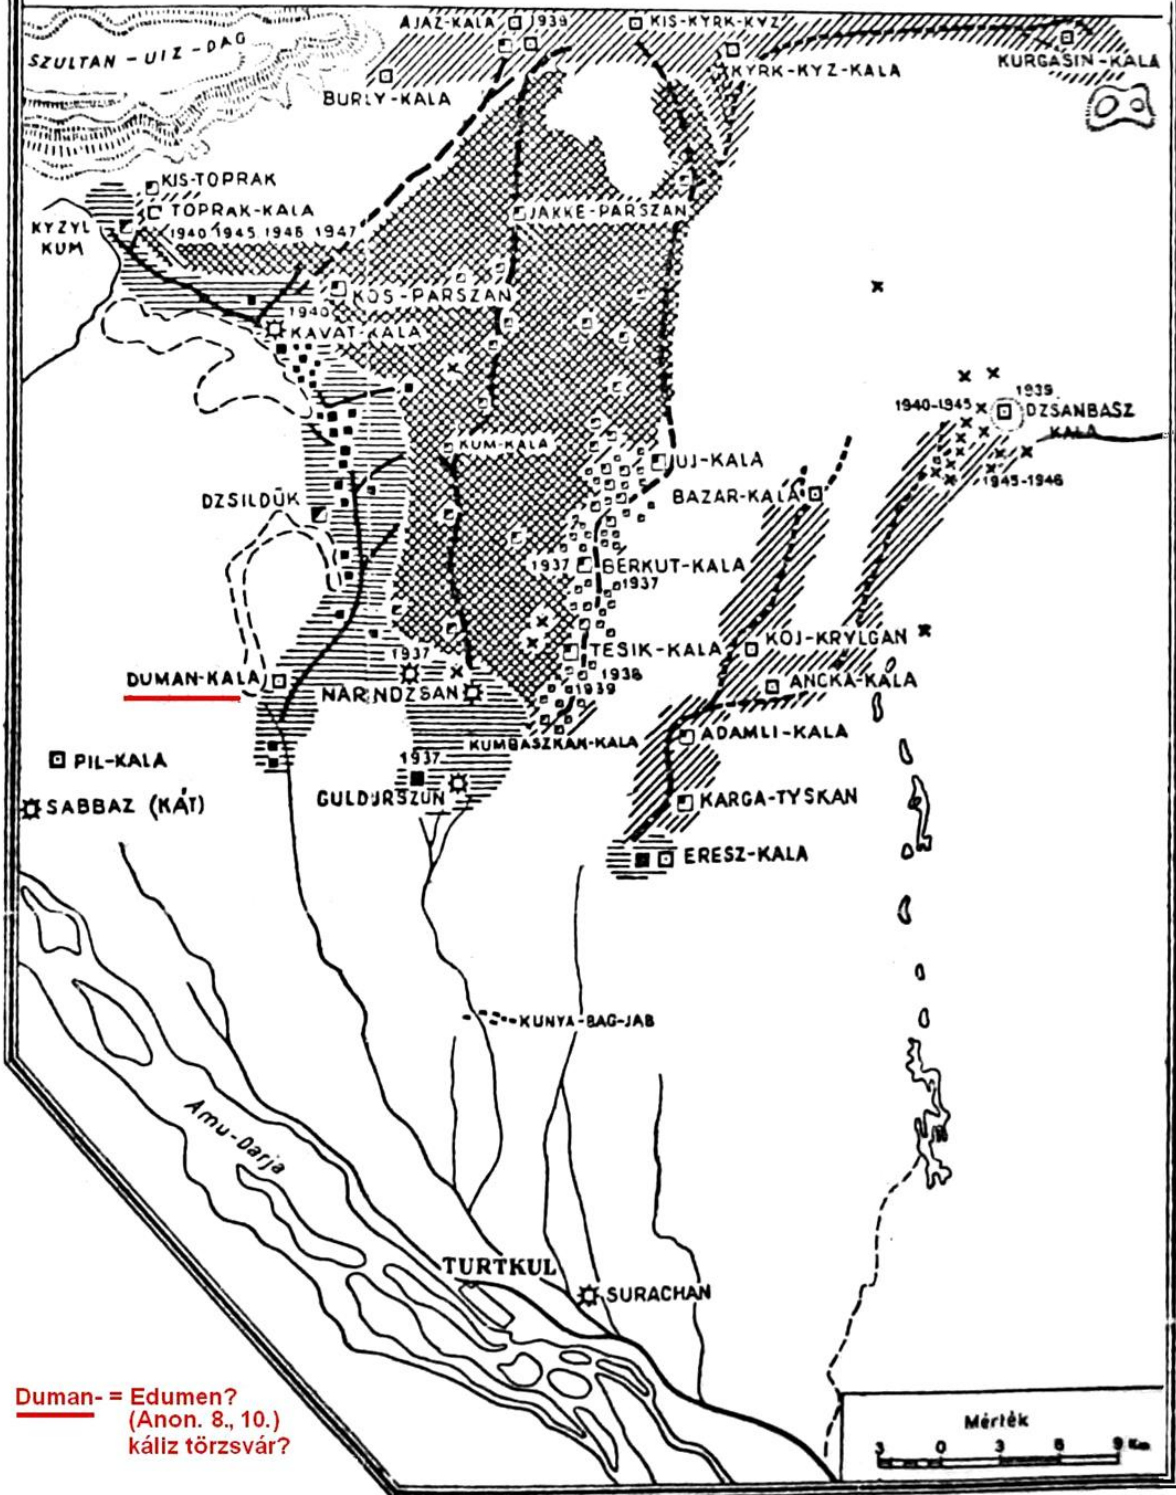 AJAZ-KALA
1939
KIS-KYRK-KYZ
SZULTAN-UIZ-DAG
KYRK-KYZ-KALA
KURGASIN-KALA
BURLY-KALA
KIS-TOPRAK
TOPRAK-KALA
1940 1945 1946 1947
KYZYL
KUM
JAKKE-PARSZAN
KOS-PARSZAN
1940
KAVAT-KALA
1939
1940-1945
DZSANBASZ
KALA
1945-1946
KUM-KALA
UJ-KALA
BAZAR-KALA
DZSILDÜK
1937
BERKUT-KALA
1937
KOJ-KRYLGAN
TESIK-KALA
1937
1938
1939
DUMAN-KALA
NARINDZSAN
ANCKA-KALA
KUMBASZKAN-KALA
ADAMLI-KALA
PIL-KALA
1937
GULDURSZUN
SABBAZ (KÁT)
KARGA-TYSKAN
ERESZ-KALA
KUNYA-BAG-JAB
Amu-Darja
TURTKUL
SURACHAN
Duman- = Edumen?
(Anon. 8., 10.)
káliz törzsvár?
Mérték
3 0 3 6 9 Km